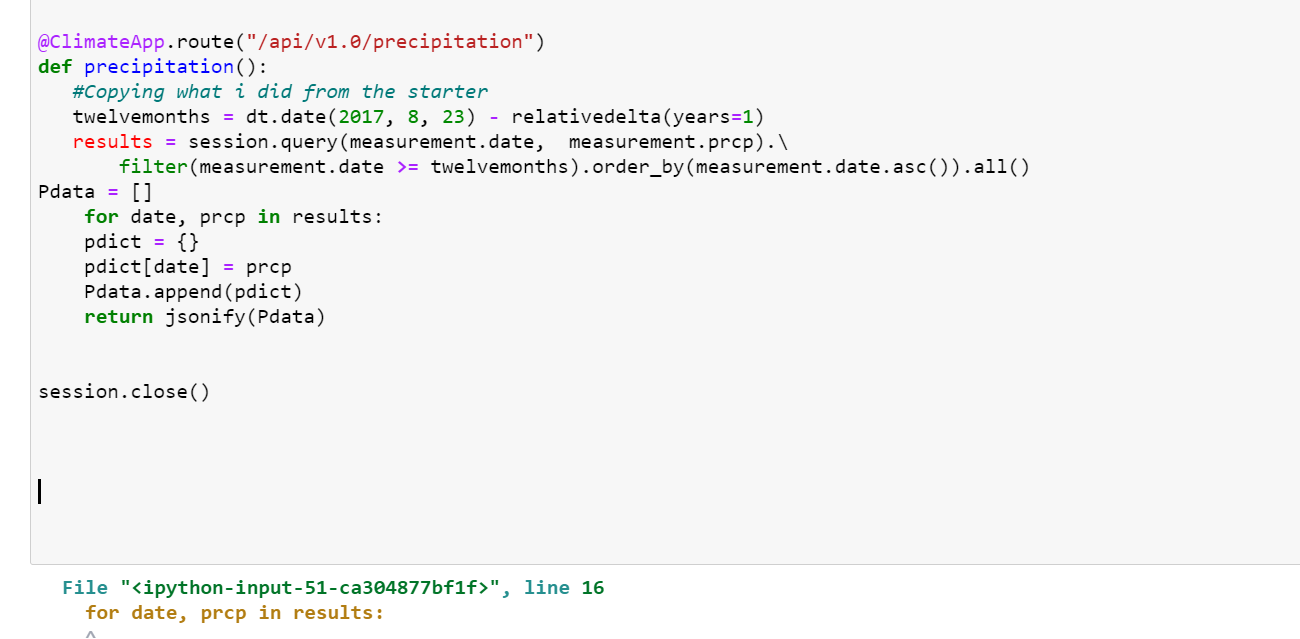 @ClimateApp.route("/api/v1.0/precipitation")
def precipitation():
   #Copying what i did from the starter
   twelvemonths = dt.date(2017, 8, 23) - relativedelta(years=1)
   results = session.query(measurement.date,  measurement.prcp).\
       filter(measurement.date >= twelvemonths).order_by(measurement.date.asc()).all()
Pdata = []
    for date, prcp in results:
    pdict = {}
    pdict[date] = prcp
    Pdata.append(pdict)
    return jsonify(Pdata)
session.close()
  File "<ipython-input-51-ca304877bf1f>", line 16
    for date, prcp in results:
    ^